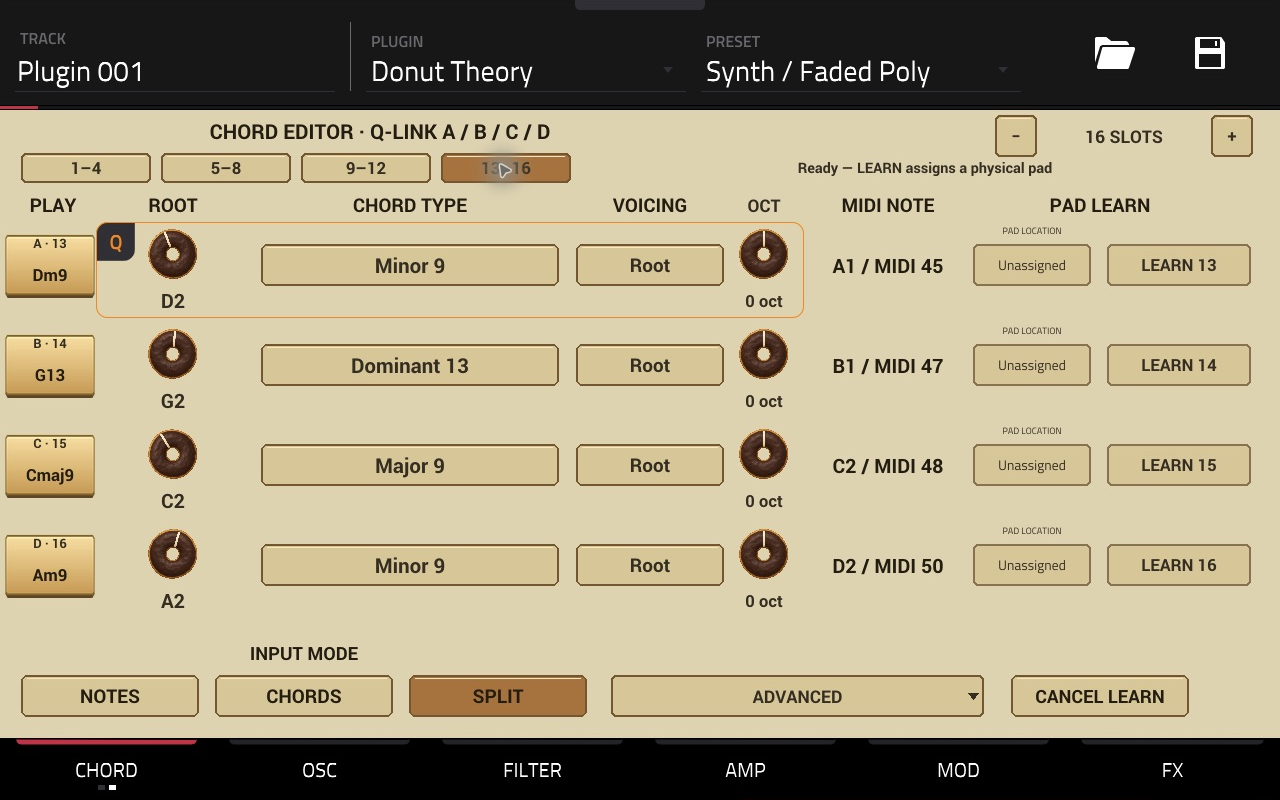 TRACK
Plugin 001
PLUGIN
Donut Theory
PRESET
Synth / Faded Poly
CHORD EDITOR · Q-LINK A / B / C / D
-
16 SLOTS
+
1–4
5–8
9–12
13–16
Ready — LEARN assigns a physical pad
PLAY
ROOT
CHORD TYPE
VOICING
OCT
MIDI NOTE
PAD LEARN
A · 13
Dm9
Q
D2
Minor 9
Root
0 oct
A1 / MIDI 45
PAD LOCATION
Unassigned
LEARN 13
B · 14
G13
G2
Dominant 13
Root
0 oct
B1 / MIDI 47
PAD LOCATION
Unassigned
LEARN 14
C · 15
Cmaj9
C2
Major 9
Root
0 oct
C2 / MIDI 48
PAD LOCATION
Unassigned
LEARN 15
D · 16
Am9
A2
Minor 9
Root
0 oct
D2 / MIDI 50
PAD LOCATION
Unassigned
LEARN 16
INPUT MODE
NOTES
CHORDS
SPLIT
ADVANCED
CANCEL LEARN
CHORD
OSC
FILTER
AMP
MOD
FX